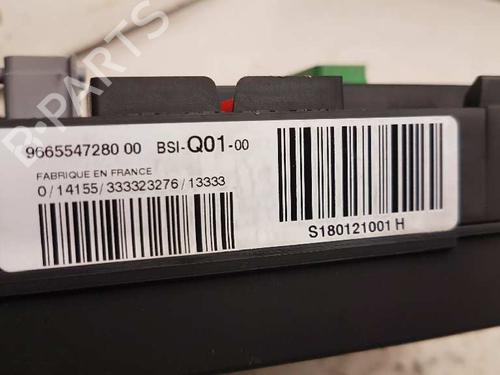 B-PARTS
9665547280 00 BSI-Q01-00
FABRIQUE EN FRANCE
0/14155/333323276/13333
S180121001 H